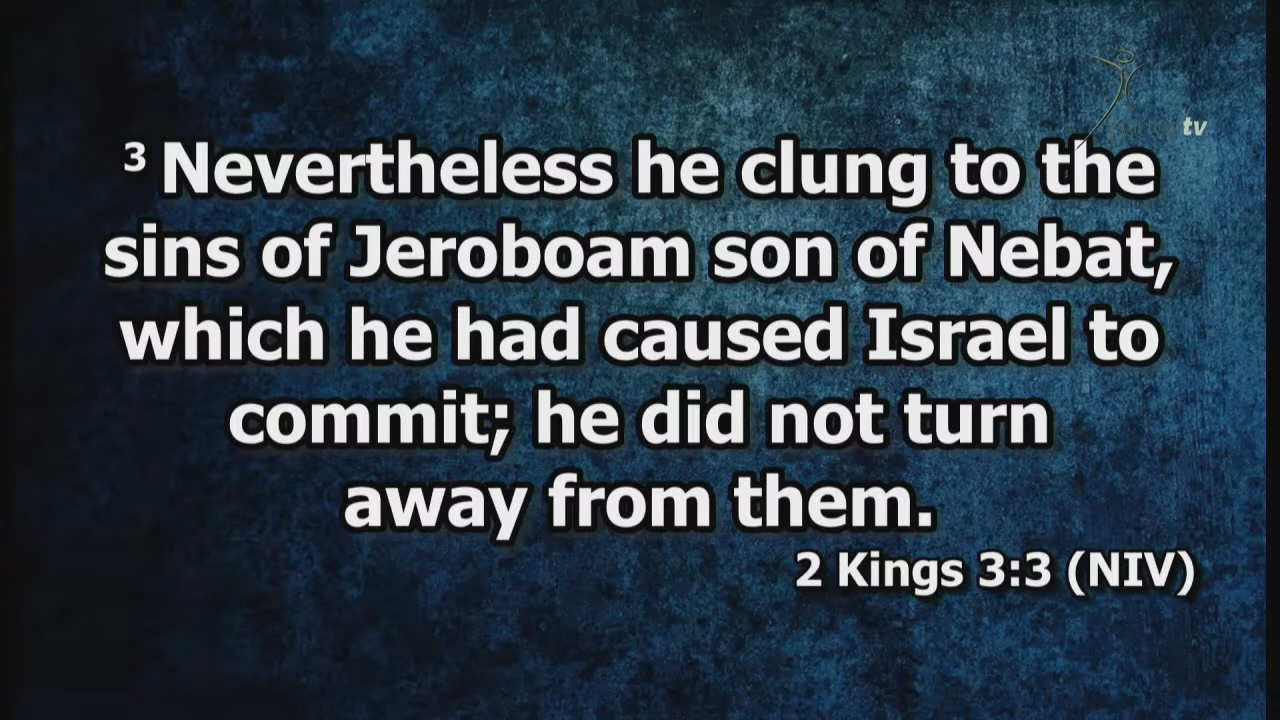 tv
3 Nevertheless he clung to the
sins of Jeroboam son of Nebat,
which he had caused Israel to
commit; he did not turn
away from them.
2 Kings 3:3 (NIV)